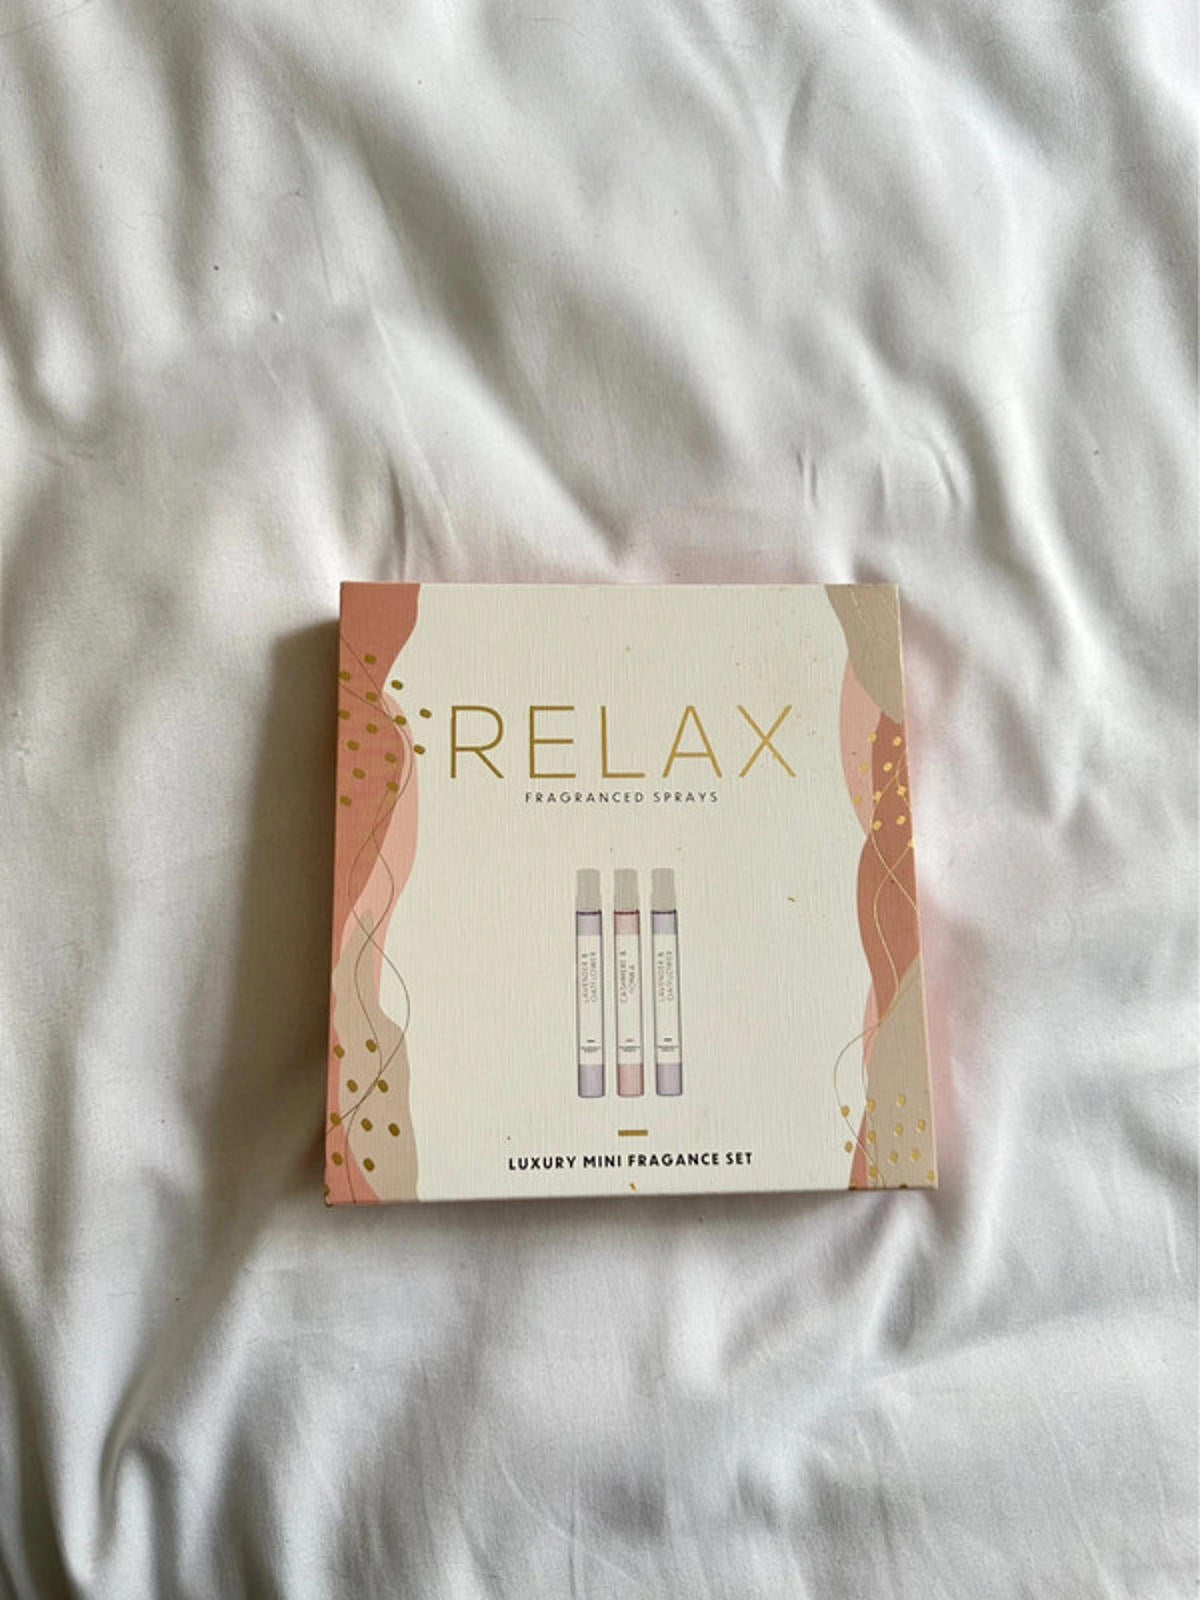 RELAX
FRAGRANCED SPRAYS
LAVENDER &
OATFLOWER
CASHMERE &
TONKA
LAVENDER &
OATFLOWER
LUXURY MINI FRAGANCE SET